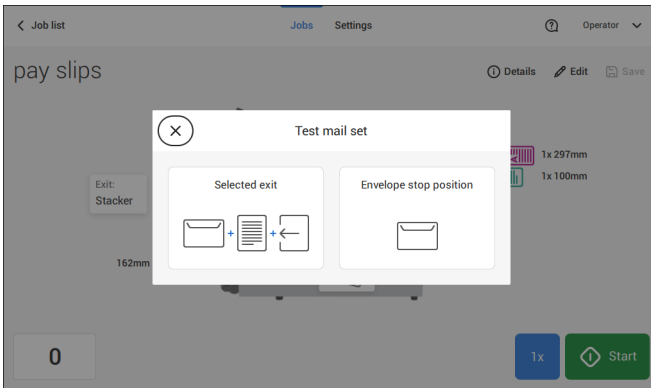 Job list
Jobs
Settings
Operator
pay slips
Details
Edit
Save
Test mail set
Selected exit
Envelope stop position
1x 297mm
1x 100mm
Exit:
Stacker
162mm
0
1x
Start